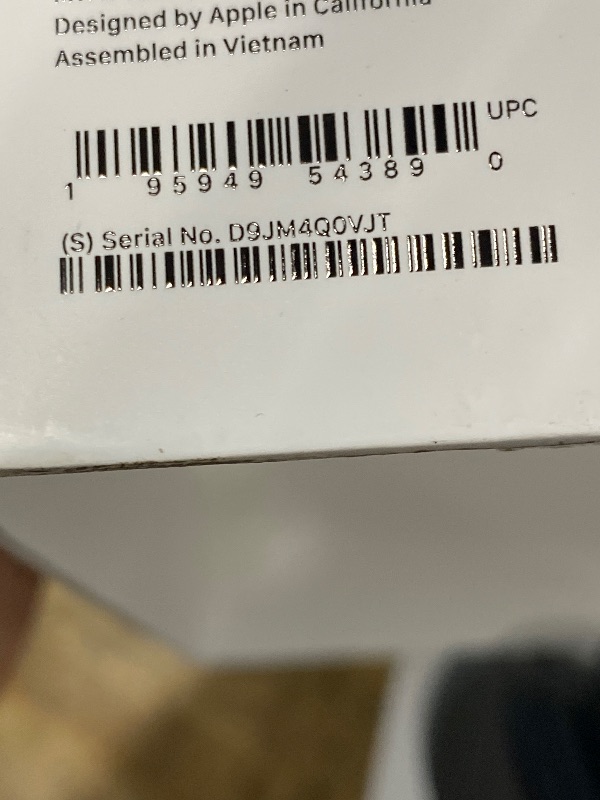 Designed by Apple in California
Assembled in Vietnam
UPC
1 95949 54389 0
(S) Serial No. D9JM4Q0VJT